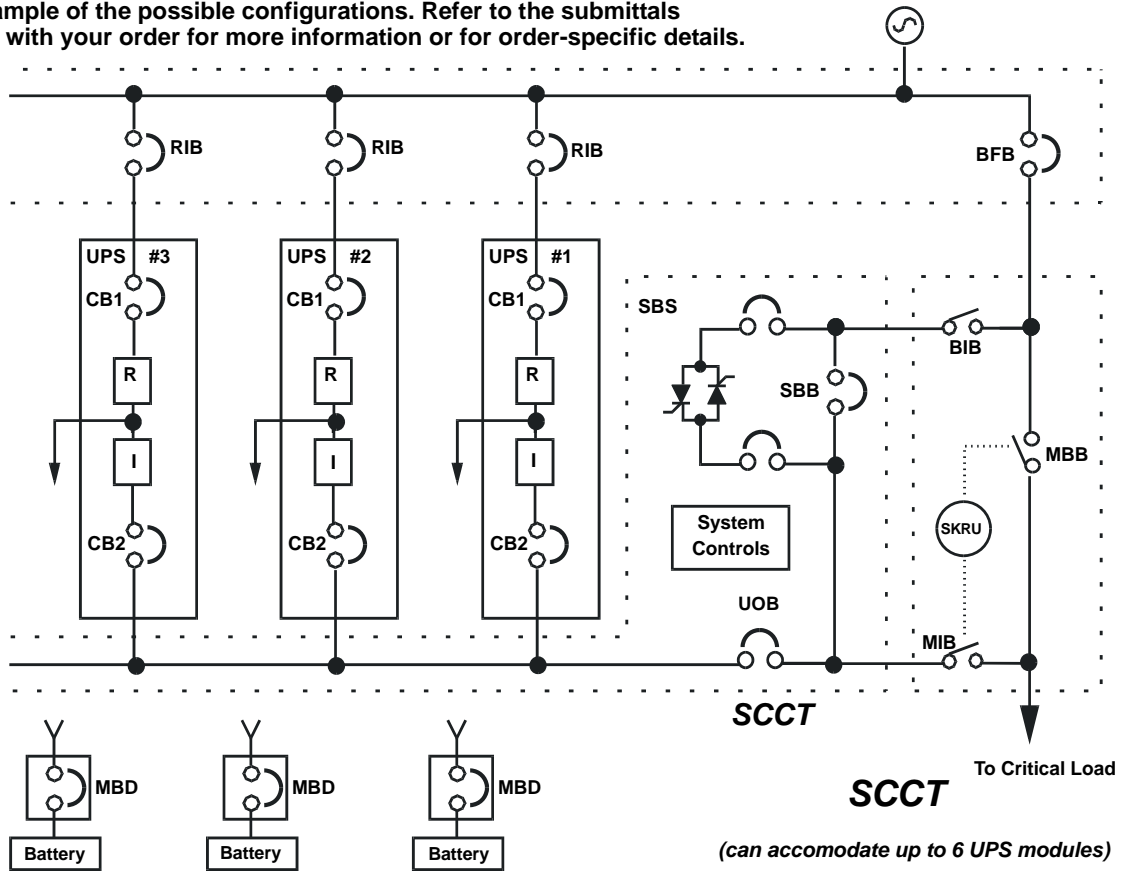 ample of the possible configurations. Refer to the submittals
with your order for more information or for order-specific details.
RIB
RIB
RIB
BFB
UPS #3
UPS #2
UPS #1
CB1
CB1
CB1
SBS
BIB
R
R
R
SBB
MBB
I
I
I
System
Controls
SKRU
CB2
CB2
CB2
UOB
MIB
SCCT
To Critical Load
MBD
MBD
MBD
SCCT
Battery
Battery
Battery
(can accomodate up to 6 UPS modules)